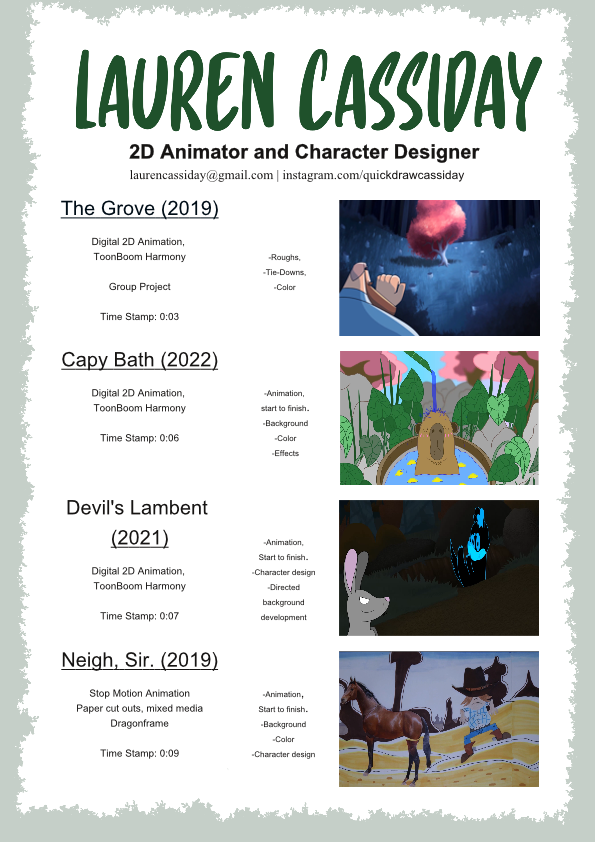 LAUREN CASSIDAY
2D Animator and Character Designer
laurencassiday@gmail.com | instagram.com/quickdrawcassiday
The Grove (2019)
Digital 2D Animation,
ToonBoom Harmony
Group Project
Time Stamp: 0:03
-Roughs,
-Tie-Downs,
-Color
Capy Bath (2022)
Digital 2D Animation,
ToonBoom Harmony
Time Stamp: 0:06
-Animation,
start to finish.
-Background
-Color
-Effects
Devil's Lambent
(2021)
Digital 2D Animation,
ToonBoom Harmony
Time Stamp: 0:07
-Animation,
Start to finish.
-Character design
-Directed
background
development
Neigh, Sir. (2019)
Stop Motion Animation
Paper cut outs, mixed media
Dragonframe
Time Stamp: 0:09
-Animation,
Start to finish.
-Background
-Color
-Character design